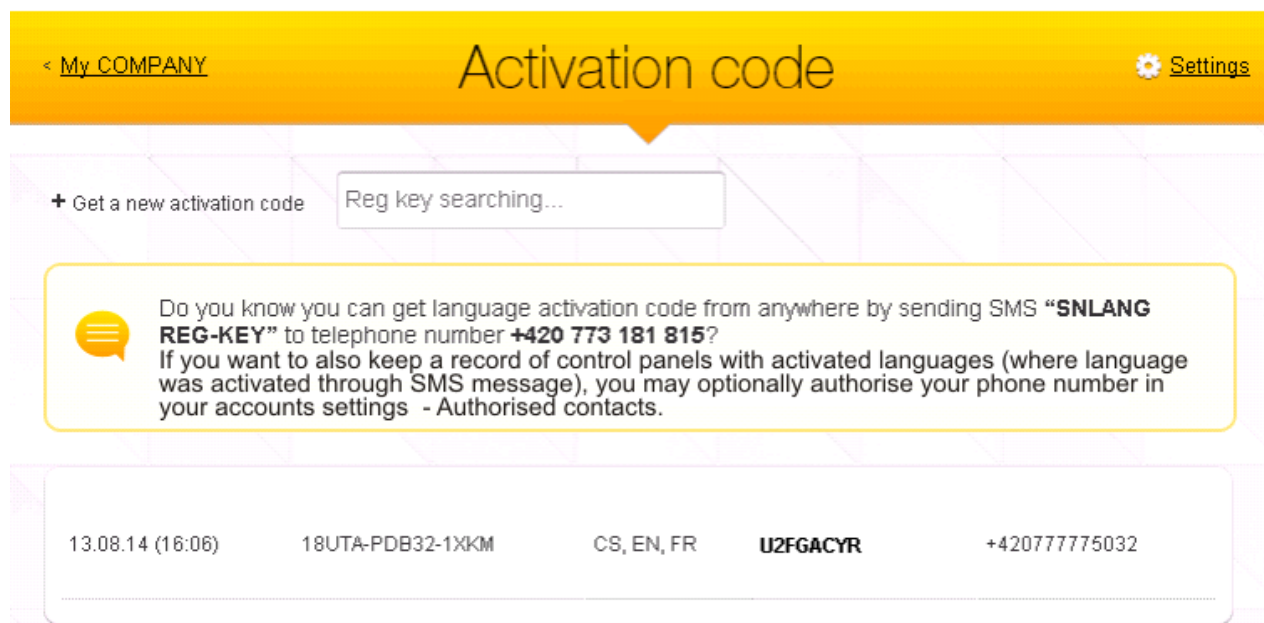 < My COMPANY
Activation code
Settings
+ Get a new activation code
Reg key searching...
Do you know you can get language activation code from anywhere by sending SMS “SNLANG
REG-KEY” to telephone number +420 773 181 815?
If you want to also keep a record of control panels with activated languages (where language
was activated through SMS message), you may optionally authorise your phone number in
your accounts settings - Authorised contacts.
13.08.14 (16:06) 18UTA-PDB32-1XKM CS, EN, FR U2FGACYR +420777775032